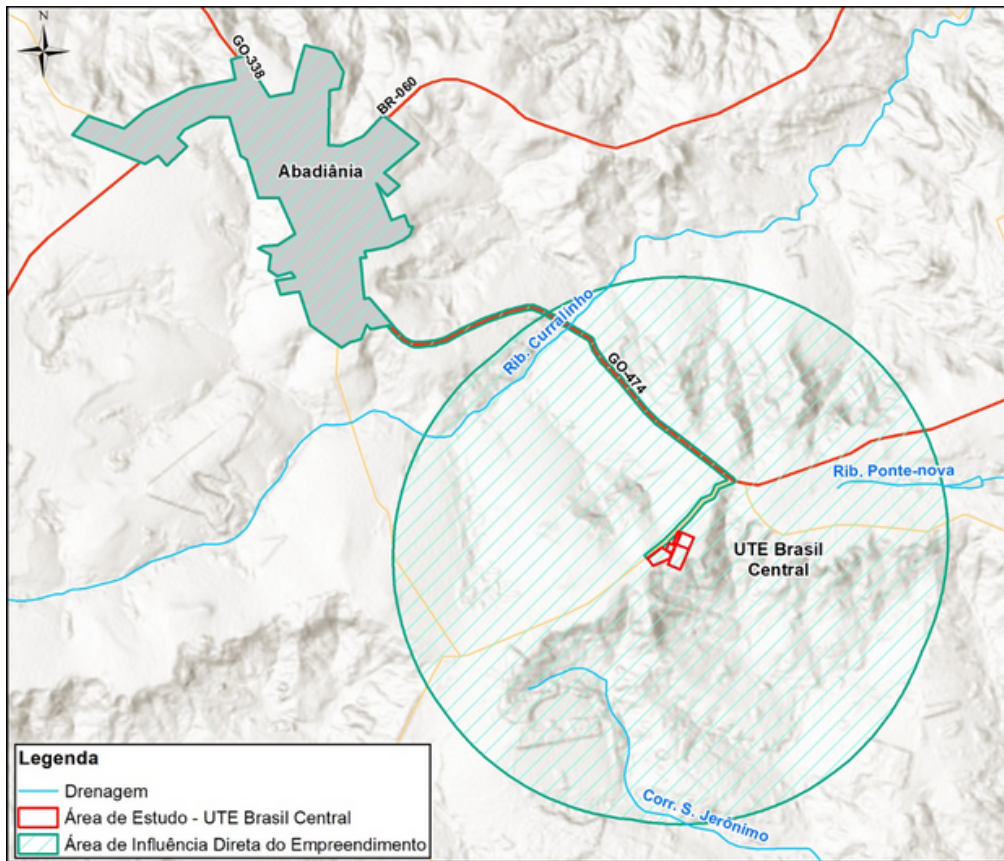 N
GO-338
BR-060
Abadiânia
Rib. Curralinho
GO-474
Rib. Ponte-nova
UTE Brasil
Central
Corr. S. Jerônimo
Legenda
Drenagem
Área de Estudo - UTE Brasil Central
Área de Influência Direta do Empreendimento